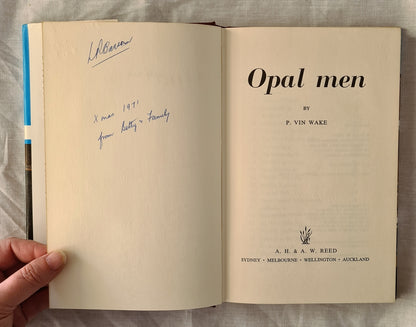 Xmas 1971
from Betty & Family
Opal men
BY
P. VIN WAKE
A. H. & A. W. REED
SYDNEY • MELBOURNE • WELLINGTON • AUCKLAND